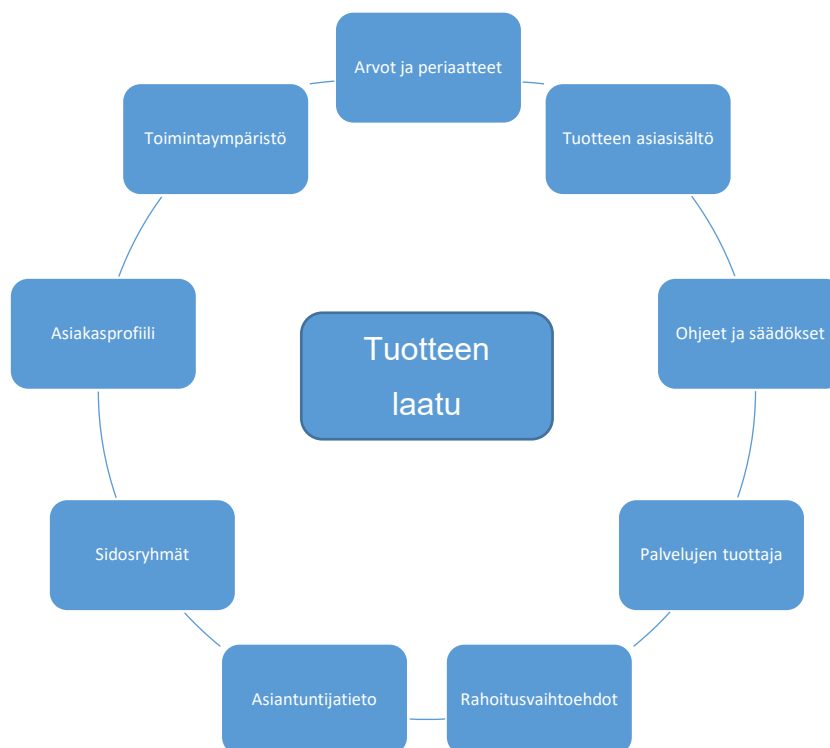 Arvot ja periaatteet
Toimintaympäristö
Tuotteen asiasisältö
Asiakasprofiili
Ohjeet ja säädökset
Tuotteen
laatu
Sidosryhmät
Palvelujen tuottaja
Asiantuntijatieto
Rahoitusvaihtoehdot